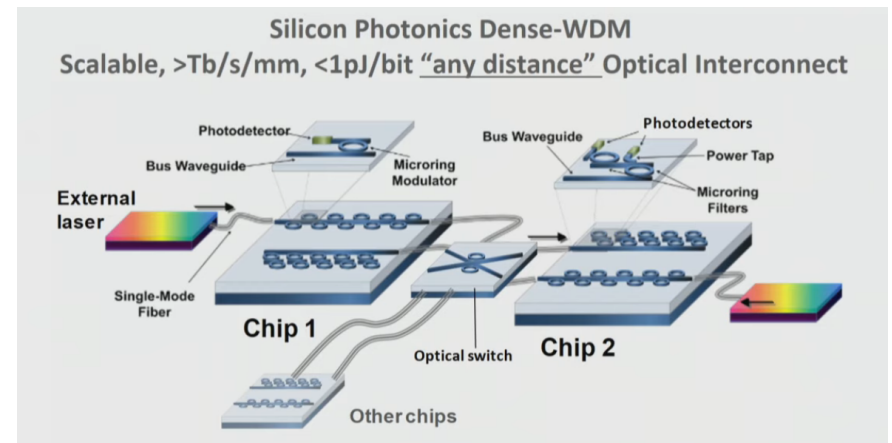 Silicon Photonics Dense-WDM
Scalable, >Tb/s/mm, <1pJ/bit “any distance” Optical Interconnect
Photodetector
Bus Waveguide
Microring
Modulator
Bus Waveguide
Photodetectors
Power Tap
Microring
Filters
External
laser
Single-Mode
Fiber
Chip 1
Optical switch
Chip 2
Other chips